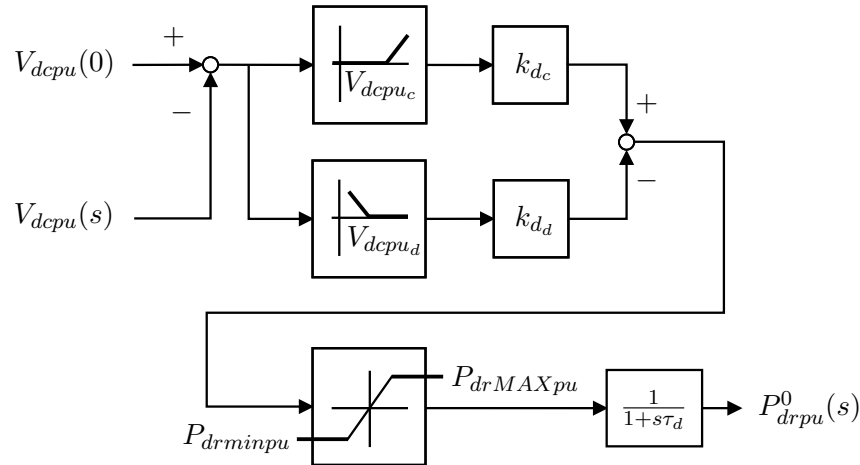 +
V_{dcpu}(0)
V_{dcpu_c}
k_{d_c}
−
+
V_{dcpu}(s)
V_{dcpu_d}
k_{d_d}
−
P_{drMAXpu}
P_{drminpu}
\frac{1}{1+s\tau_d}
P^0_{drpu}(s)